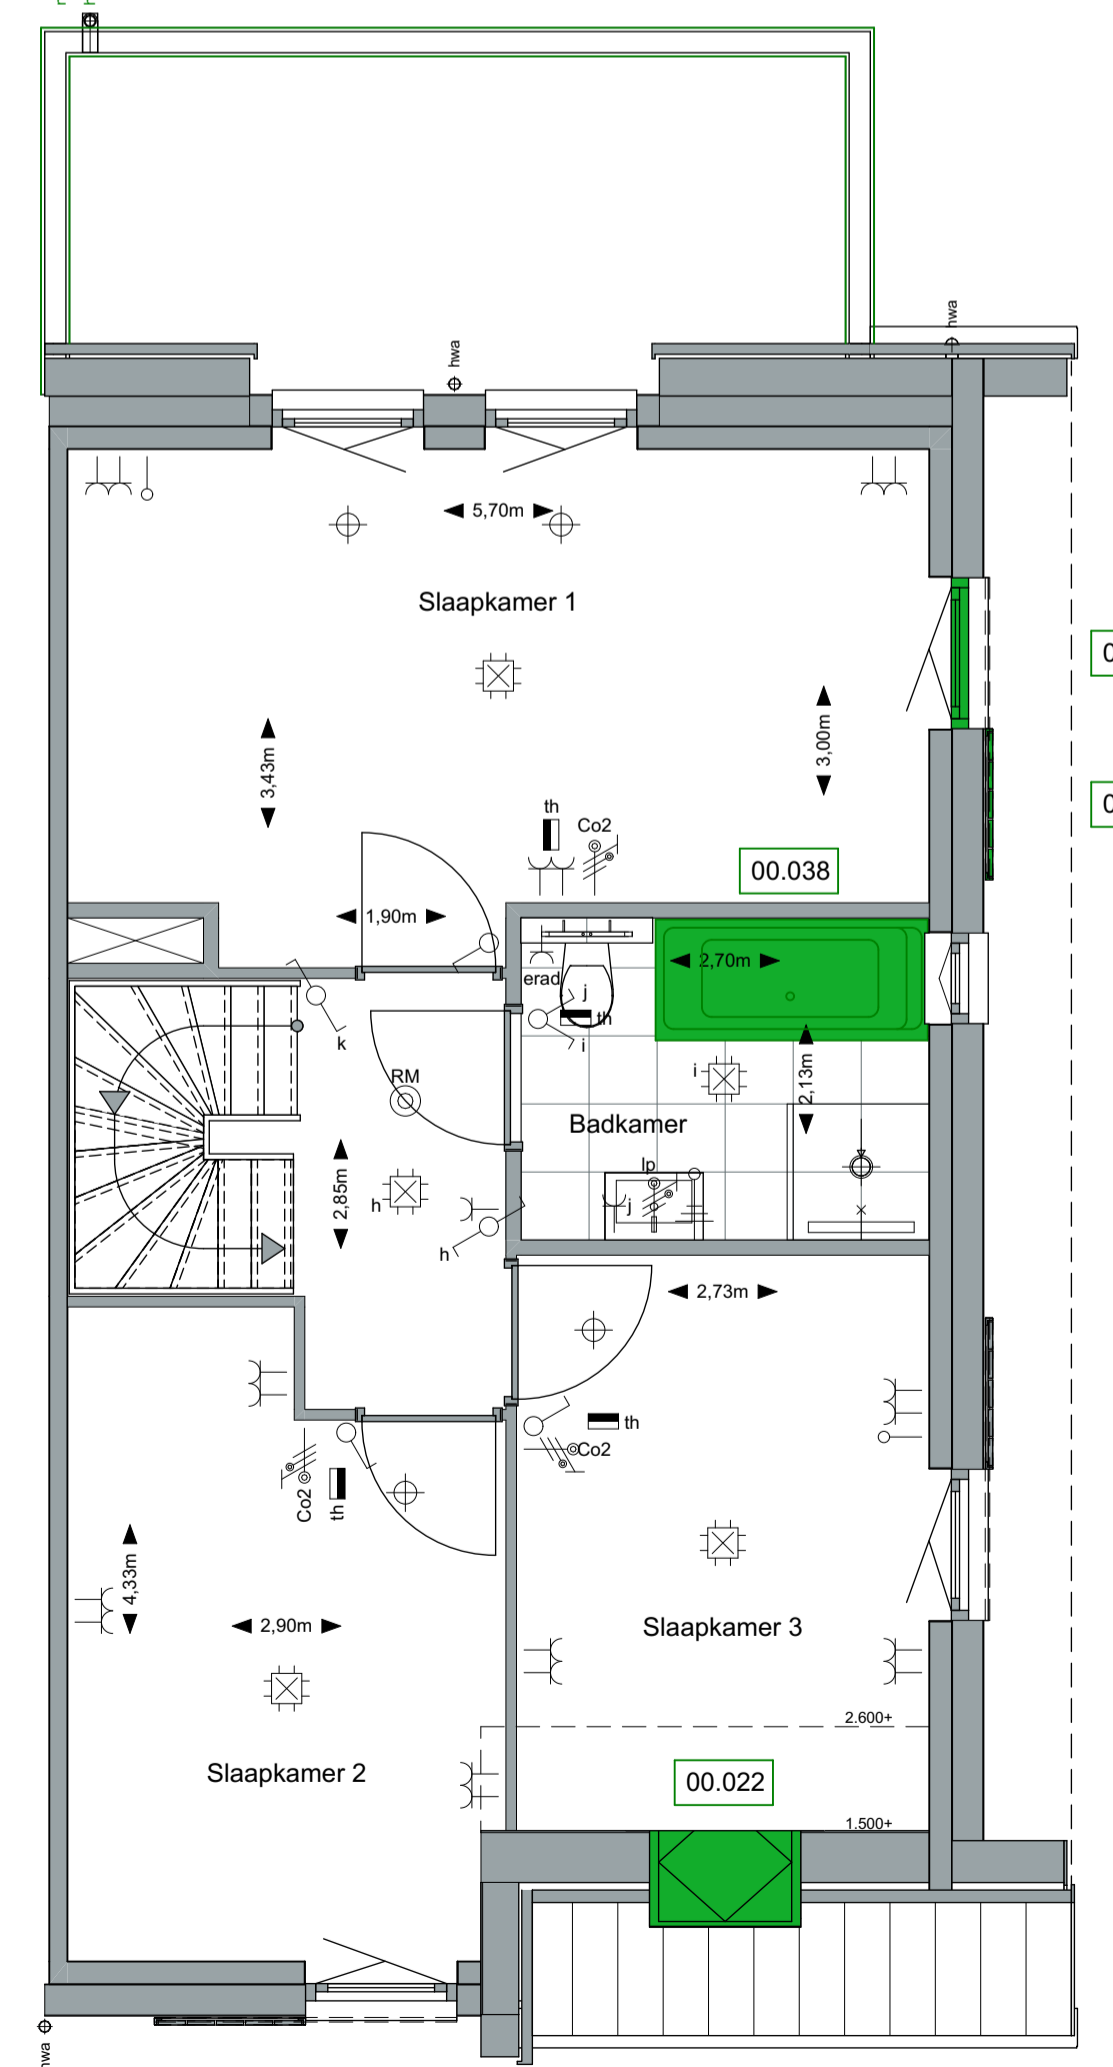 hwa
hwa
5,70m
Slaapkamer 1
0
3,43m
3,00m
0
th
Co2
00.038
1,90m
2,70m
erad
j
th
i
k
RM
i
2,13m
Badkamer
lp
2,85m
h
j
h
2,73m
th
Co2
Co2
th
4,33m
2,90m
Slaapkamer 3
2.600+
Slaapkamer 2
00.022
1.500+
hwa